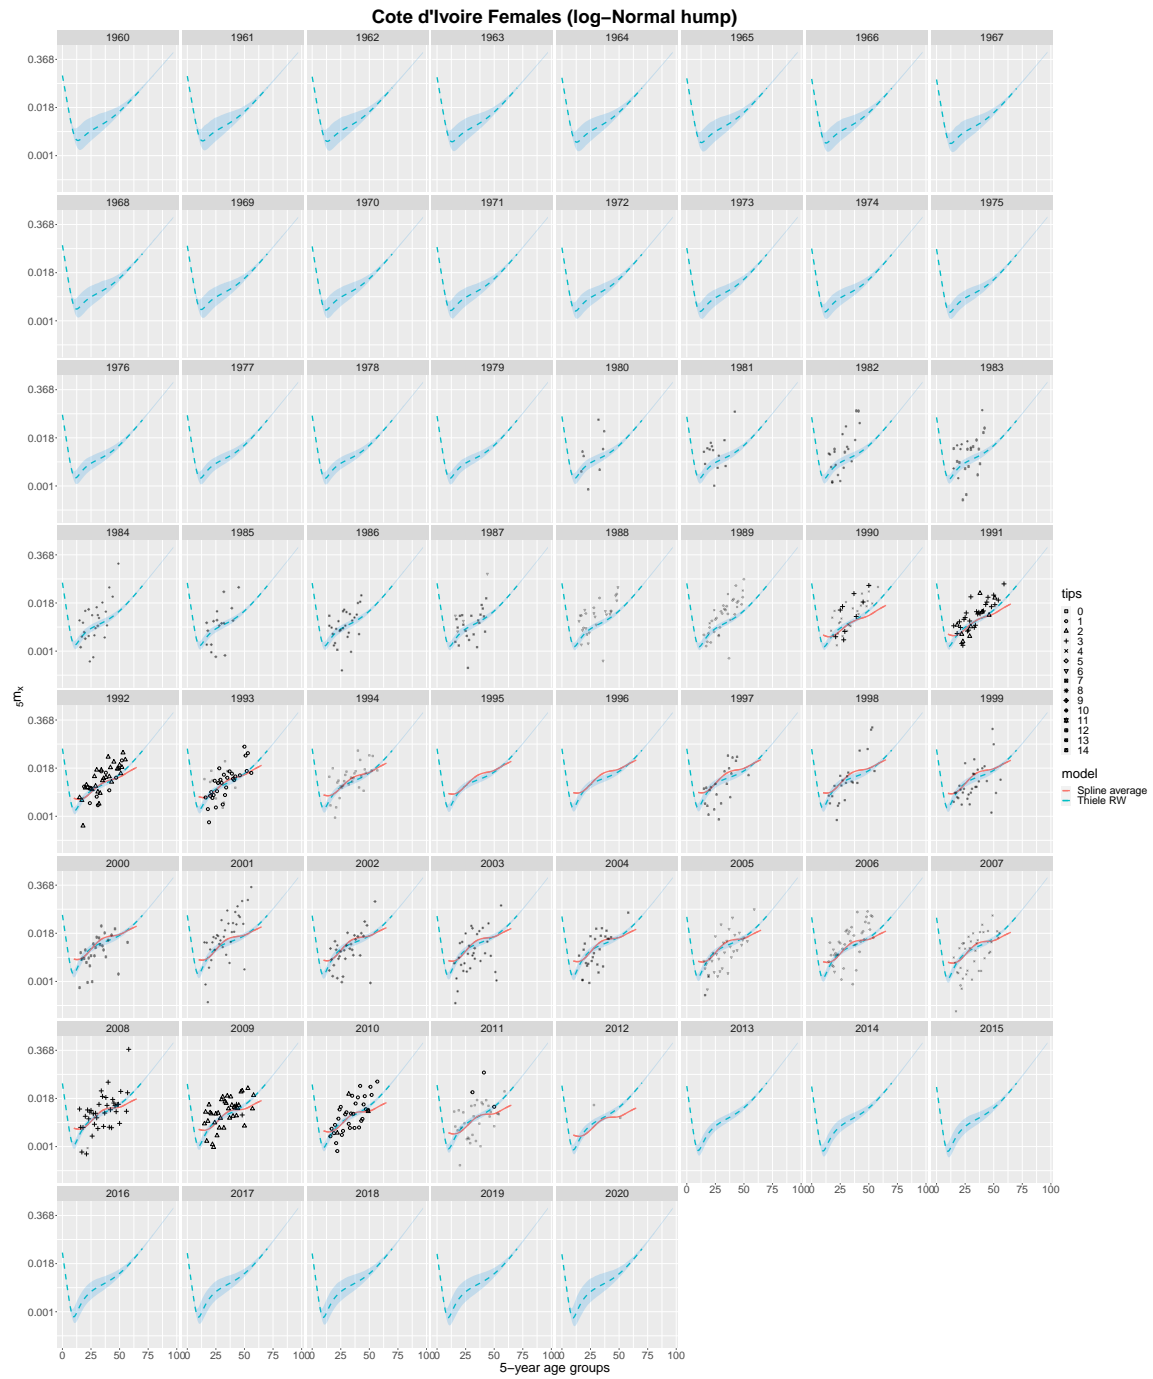 Cote d'Ivoire Females (log−Normal hump)
1960 1961 1962 1963 1964 1965 1966 1967
0.368
0.018
0.001
1968 1969 1970 1971 1972 1973 1974 1975
0.368
0.018
0.001
1976 1977 1978 1979 1980 1981 1982 1983
0.368
0.018
0.001
1984 1985 1986 1987 1988 1989 1990 1991
0.368
0.018
0.001
tips
0
1
2
3
4
5
6
7
8
9
10
11
12
13
14
model
Spline average
Thiele RW
5mx
1992 1993 1994 1995 1996 1997 1998 1999
0.368
0.018
0.001
2000 2001 2002 2003 2004 2005 2006 2007
0.368
0.018
0.001
2008 2009 2010 2011 2012 2013 2014 2015
0.368
0.018
0.001
0 25 50 75 100 0 25 50 75 100 0 25 50 75 100
2016 2017 2018 2019 2020
0.368
0.018
0.001
0 25 50 75 100 0 25 50 75 100 0 25 50 75 100 0 25 50 75 100 0 25 50 75 100
5−year age groups